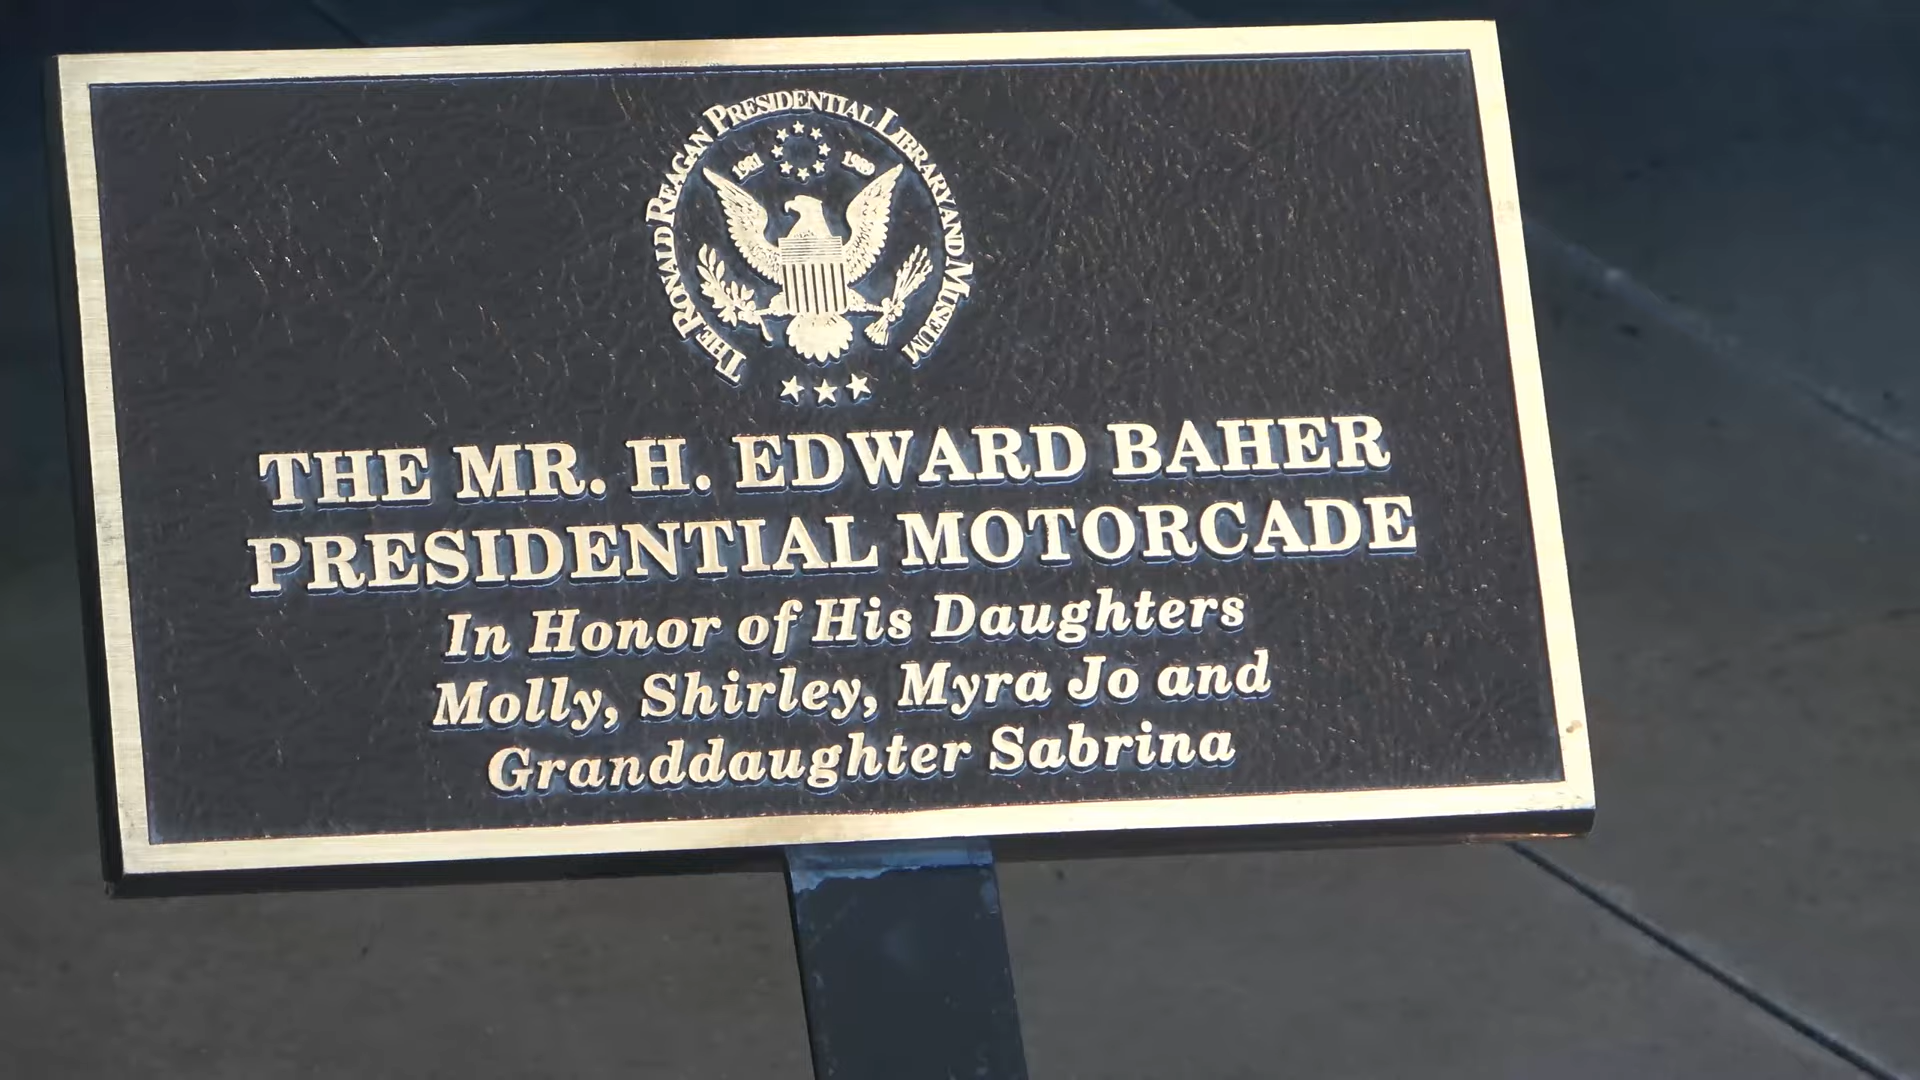 THE RONALD REAGAN PRESIDENTIAL LIBRARY AND MUSEUM
1981 1989
THE MR. H. EDWARD BAHER
PRESIDENTIAL MOTORCADE
In Honor of His Daughters
Molly, Shirley, Myra Jo and
Granddaughter Sabrina